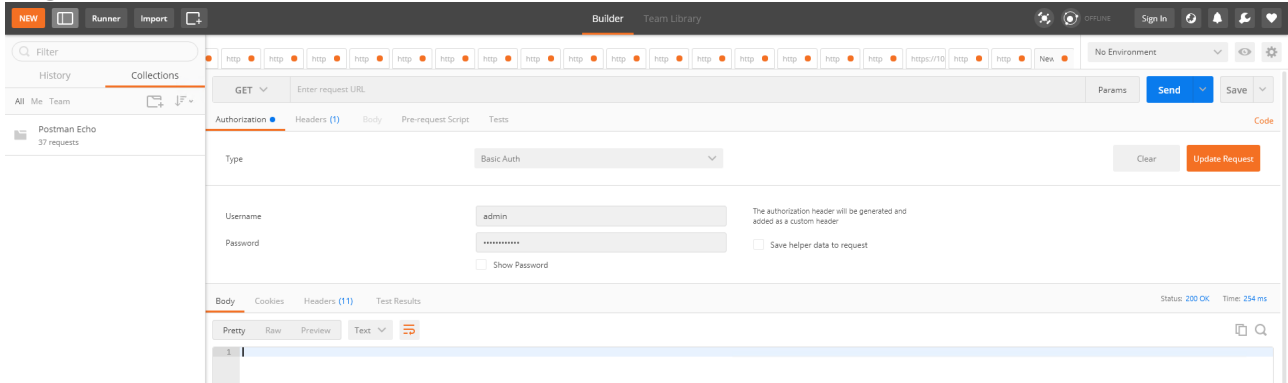 NEW Runner Import Builder Team Library OFFLINE Sign In
Filter
http http http http http http http http http http http http http http http http https://10 http http New No Environment
History Collections
GET Enter request URL Params Send Save
All Me Team
Authorization Headers (1) Body Pre-request Script Tests Code
Postman Echo
37 requests
Type Basic Auth Clear Update Request
Username admin The authorization header will be generated and
added as a custom header
Password •••••••••••• Save helper data to request
Show Password
Body Cookies Headers (11) Test Results Status: 200 OK Time: 254 ms
Pretty Raw Preview Text
1